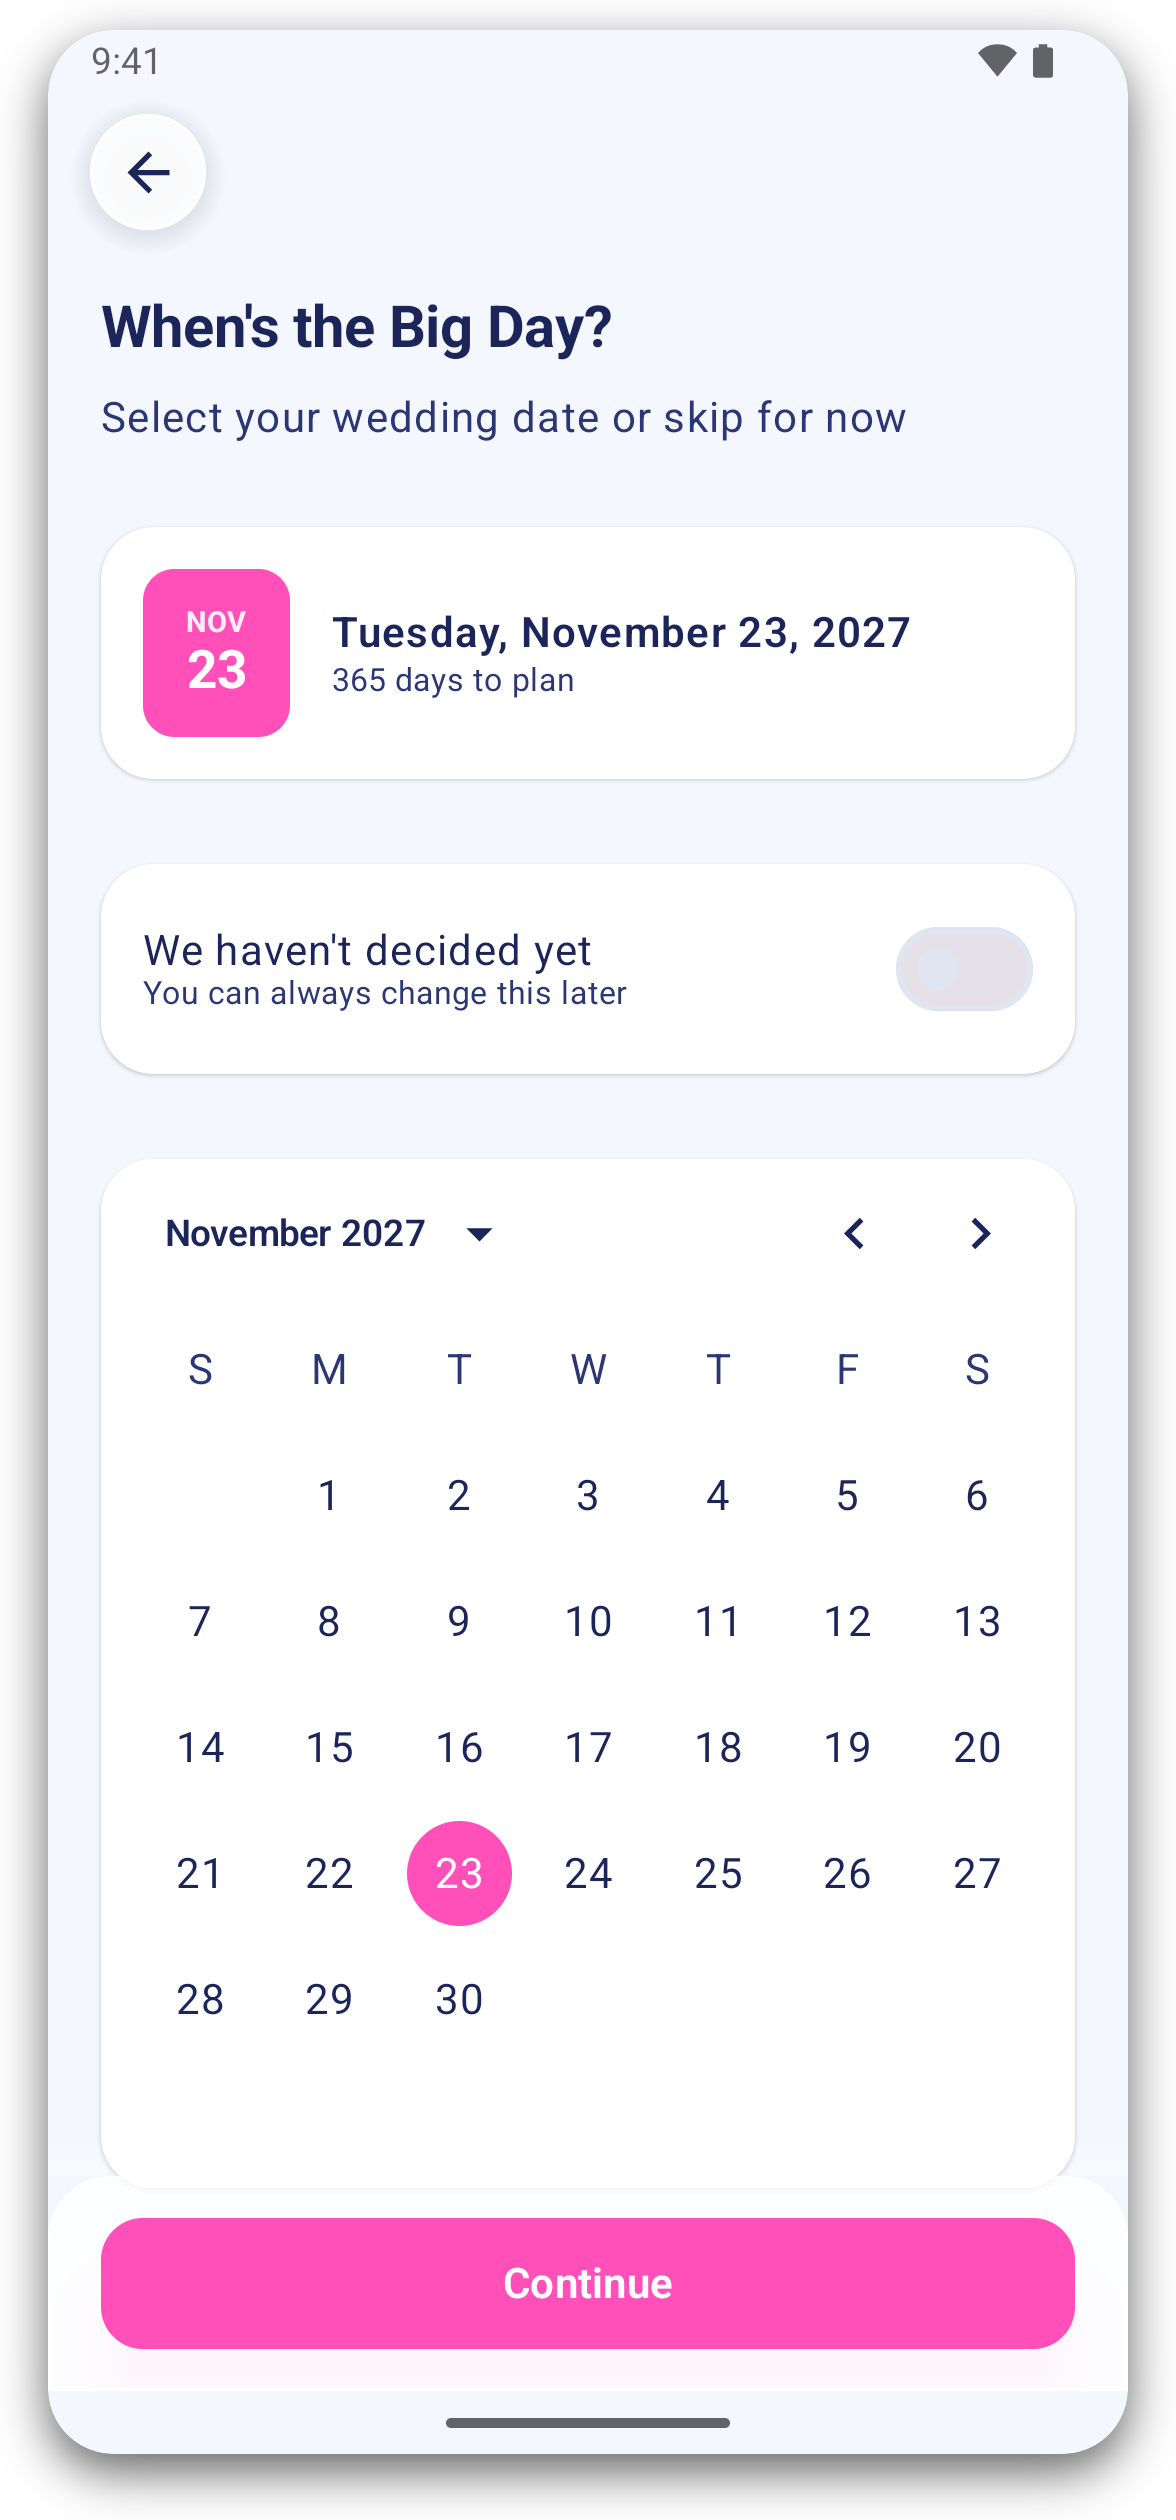 9:41
When's the Big Day?
Select your wedding date or skip for now
NOV
23
Tuesday, November 23, 2027
365 days to plan
We haven't decided yet
You can always change this later
November 2027
S M T W T F S
1 2 3 4 5 6
7 8 9 10 11 12 13
14 15 16 17 18 19 20
21 22 23 24 25 26 27
28 29 30
Continue